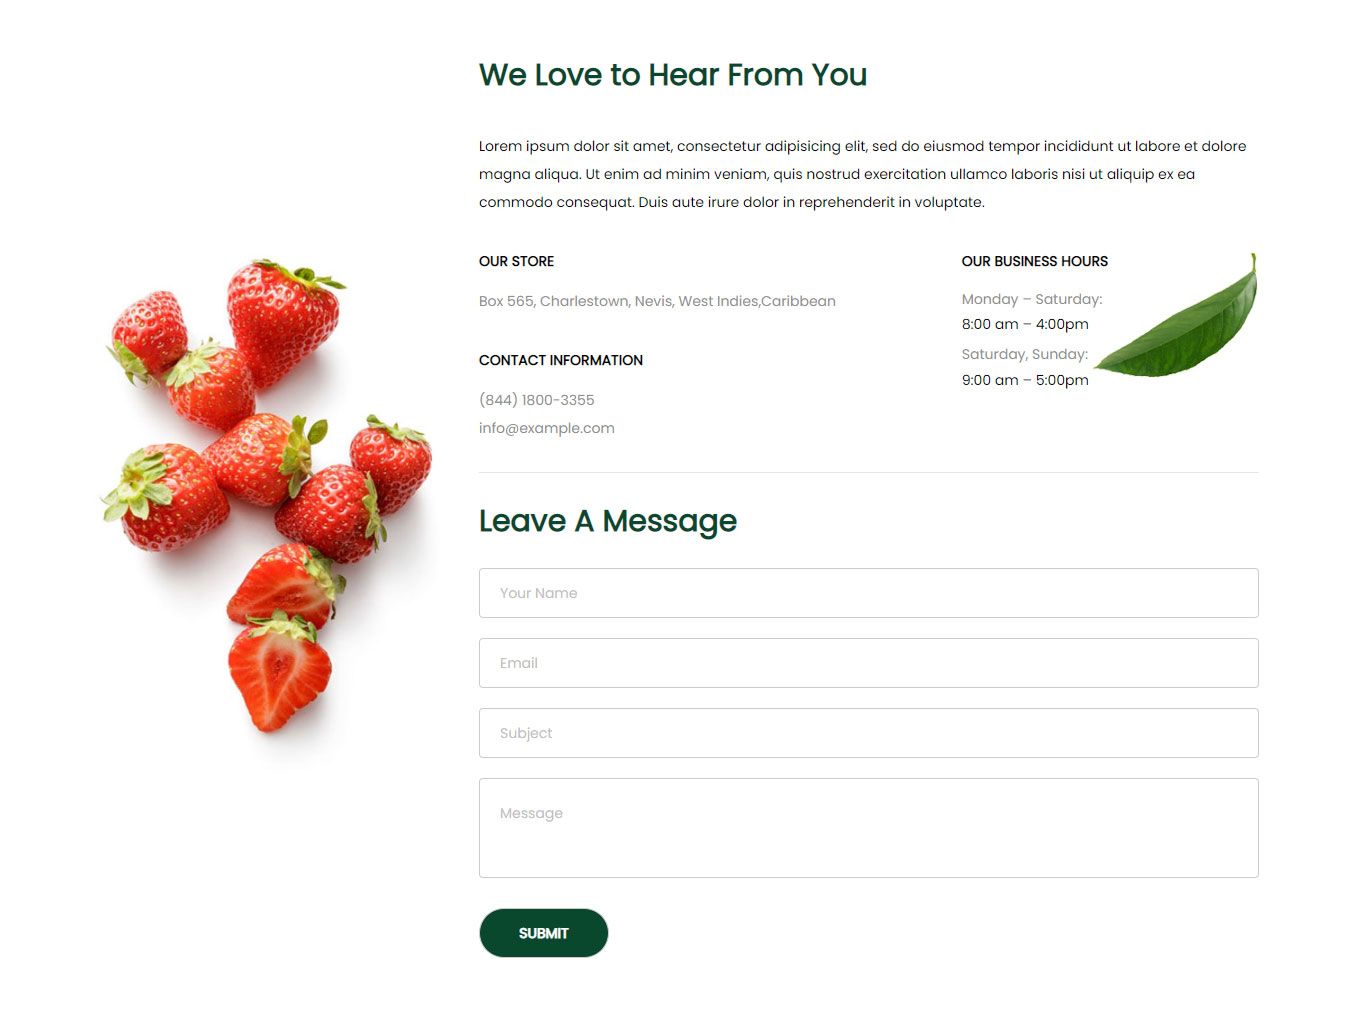 We Love to Hear From You
Lorem ipsum dolor sit amet, consectetur adipisicing elit, sed do eiusmod tempor incididunt ut labore et dolore
magna aliqua. Ut enim ad minim veniam, quis nostrud exercitation ullamco laboris nisi ut aliquip ex ea
commodo consequat. Duis aute irure dolor in reprehenderit in voluptate.
OUR STORE
Box 565, Charlestown, Nevis, West Indies,Caribbean
CONTACT INFORMATION
(844) 1800-3355
info@example.com
OUR BUSINESS HOURS
Monday – Saturday:
8:00 am – 4:00pm
Saturday, Sunday:
9:00 am – 5:00pm
Leave A Message
Your Name
Email
Subject
Message
SUBMIT